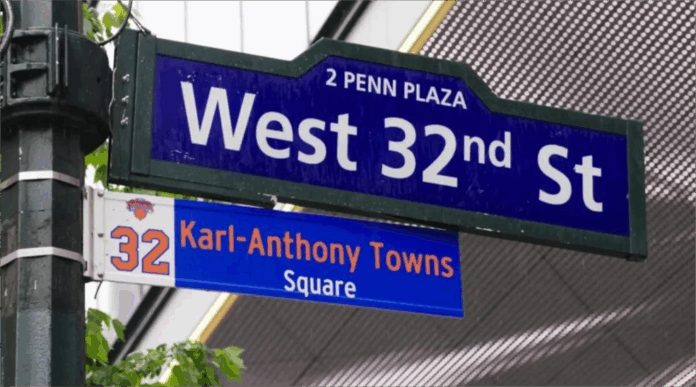 2 PENN PLAZA
West 32nd St
32
Karl-Anthony Towns
Square